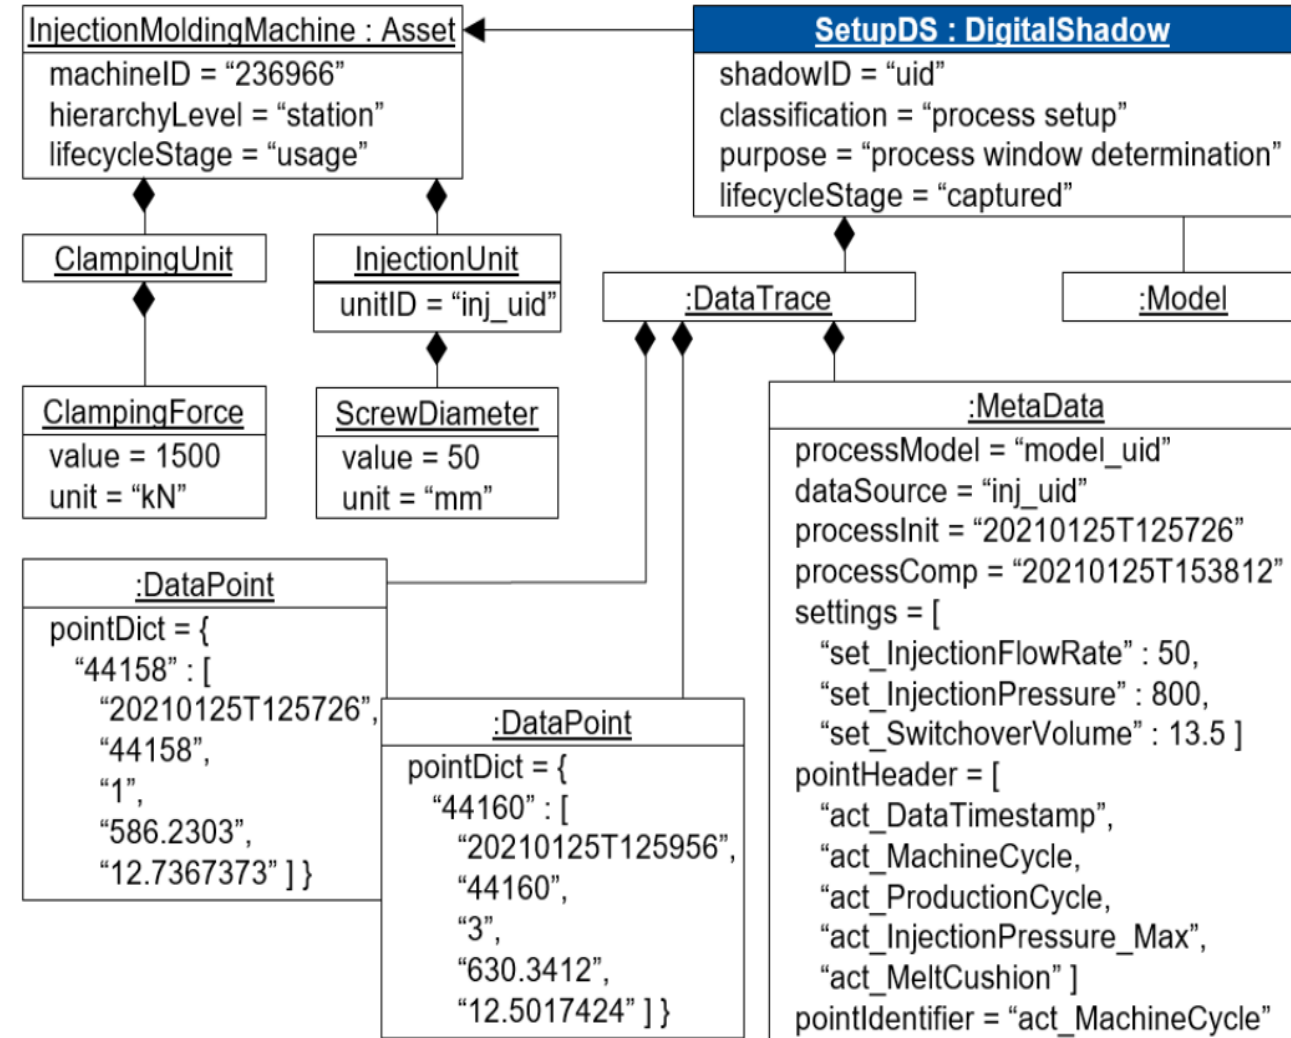 InjectionMoldingMachine : Asset
machineID = “236966”
hierarchyLevel = “station”
lifecycleStage = “usage”
SetupDS : DigitalShadow
shadowID = “uid”
classification = “process setup”
purpose = “process window determination”
lifecycleStage = “captured”
ClampingUnit
InjectionUnit
unitID = “inj_uid”
:DataTrace
:Model
ClampingForce
value = 1500
unit = “kN”
ScrewDiameter
value = 50
unit = “mm”
:MetaData
processModel = “model_uid”
dataSource = “inj_uid”
processInit = “20210125T125726”
processComp = “20210125T153812”
settings = [
“set_InjectionFlowRate” : 50,
“set_InjectionPressure” : 800,
“set_SwitchoverVolume” : 13.5 ]
pointHeader = [
“act_DataTimestamp”,
“act_MachineCycle,
“act_ProductionCycle,
“act_InjectionPressure_Max”,
“act_MeltCushion” ]
pointIdentifier = “act_MachineCycle”
:DataPoint
pointDict = {
“44158” : [
“20210125T125726”,
“44158”,
“1”,
“586.2303”,
“12.7367373” ] }
:DataPoint
pointDict = {
“44160” : [
“20210125T125956”,
“44160”,
“3”,
“630.3412”,
“12.5017424” ] }